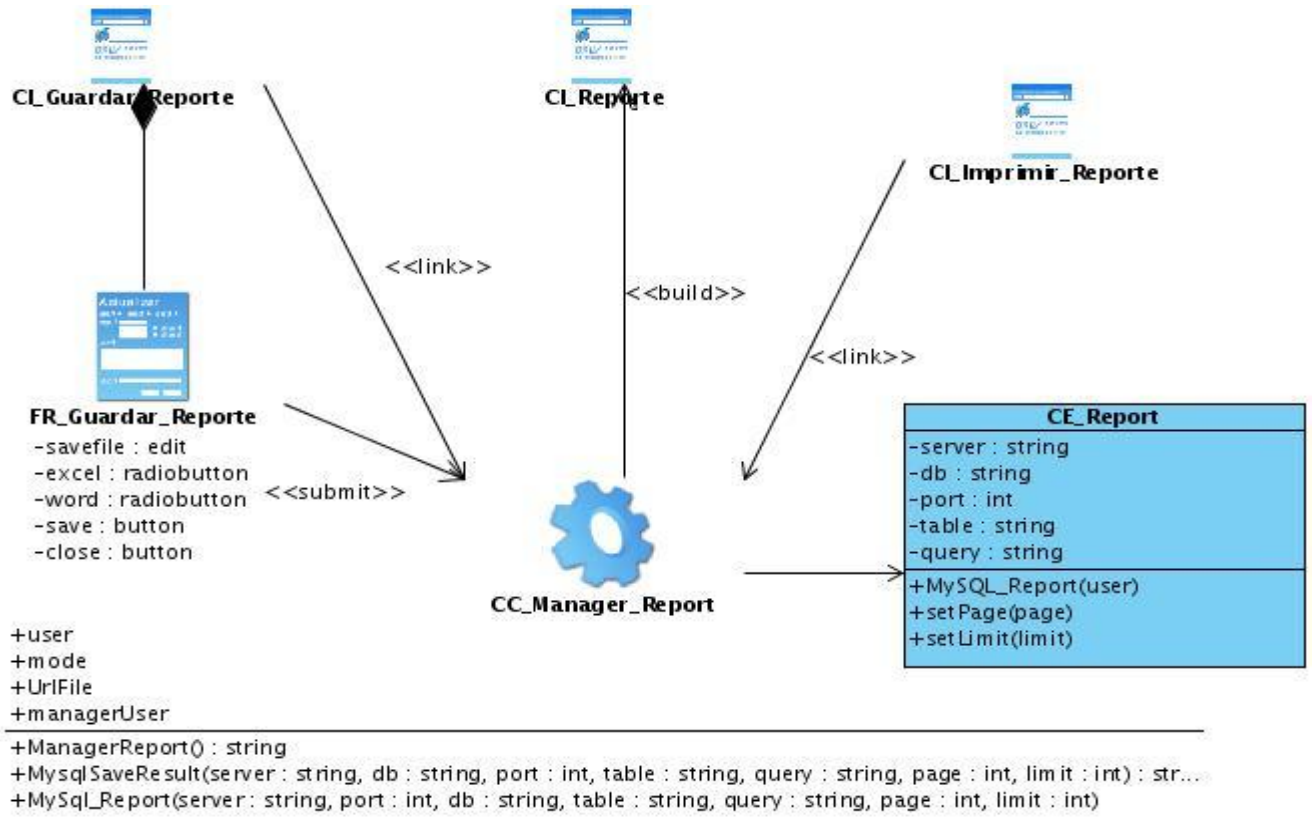 CI_Guardar_Reporte
CI_Reporte
CI_Imprimir_Reporte
<<link>>
<<build>>
<<link>>
Actualizar
FR_Guardar_Reporte
-savefile : edit
-excel : radiobutton
-word : radiobutton
-save : button
-close : button
<<submit>>
CC_Manager_Report
CE_Report
-server : string
-db : string
-port : int
-table : string
-query : string
+MySQL_Report(user)
+setPage(page)
+setLimit(limit)
+user
+mode
+UrlFile
+managerUser
+ManagerReport() : string
+MysqlSaveResult(server : string, db : string, port : int, table : string, query : string, page : int, limit : int) : str...
+MySql_Report(server : string, port : int, db : string, table : string, query : string, page : int, limit : int)